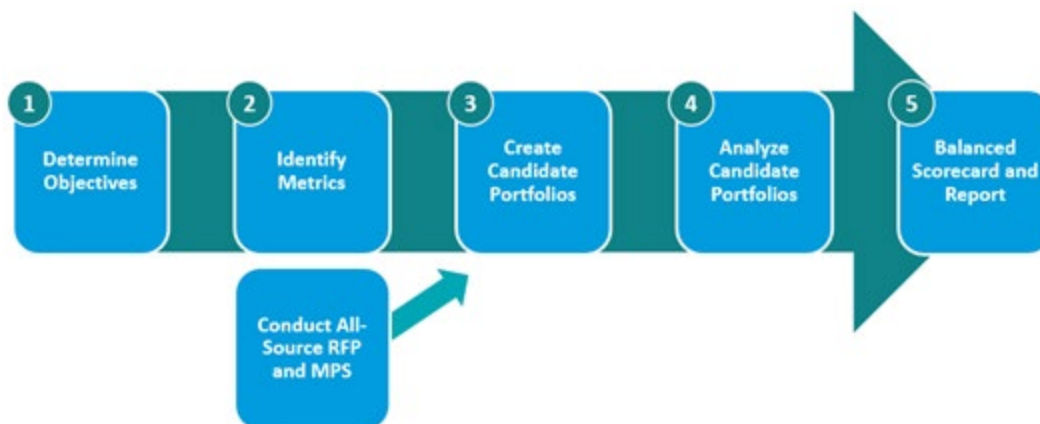 1
Determine
Objectives
2
Identify
Metrics
3
Create
Candidate
Portfolios
4
Analyze
Candidate
Portfolios
5
Balanced
Scorecard and
Report
Conduct All-
Source RFP
and MPS